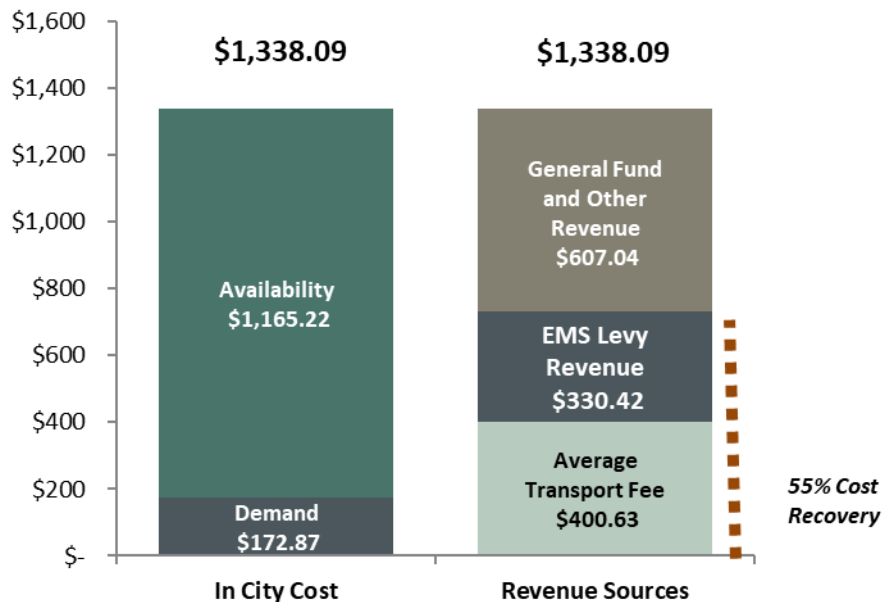 $1,600
$1,400
$1,200
$1,000
$800
$600
$400
$200
$-
$1,338.09
Availability
$1,165.22
Demand
$172.87
In City Cost
$1,338.09
General Fund
and Other
Revenue
$607.04
EMS Levy
Revenue
$330.42
Average
Transport Fee
$400.63
Revenue Sources
55% Cost
Recovery